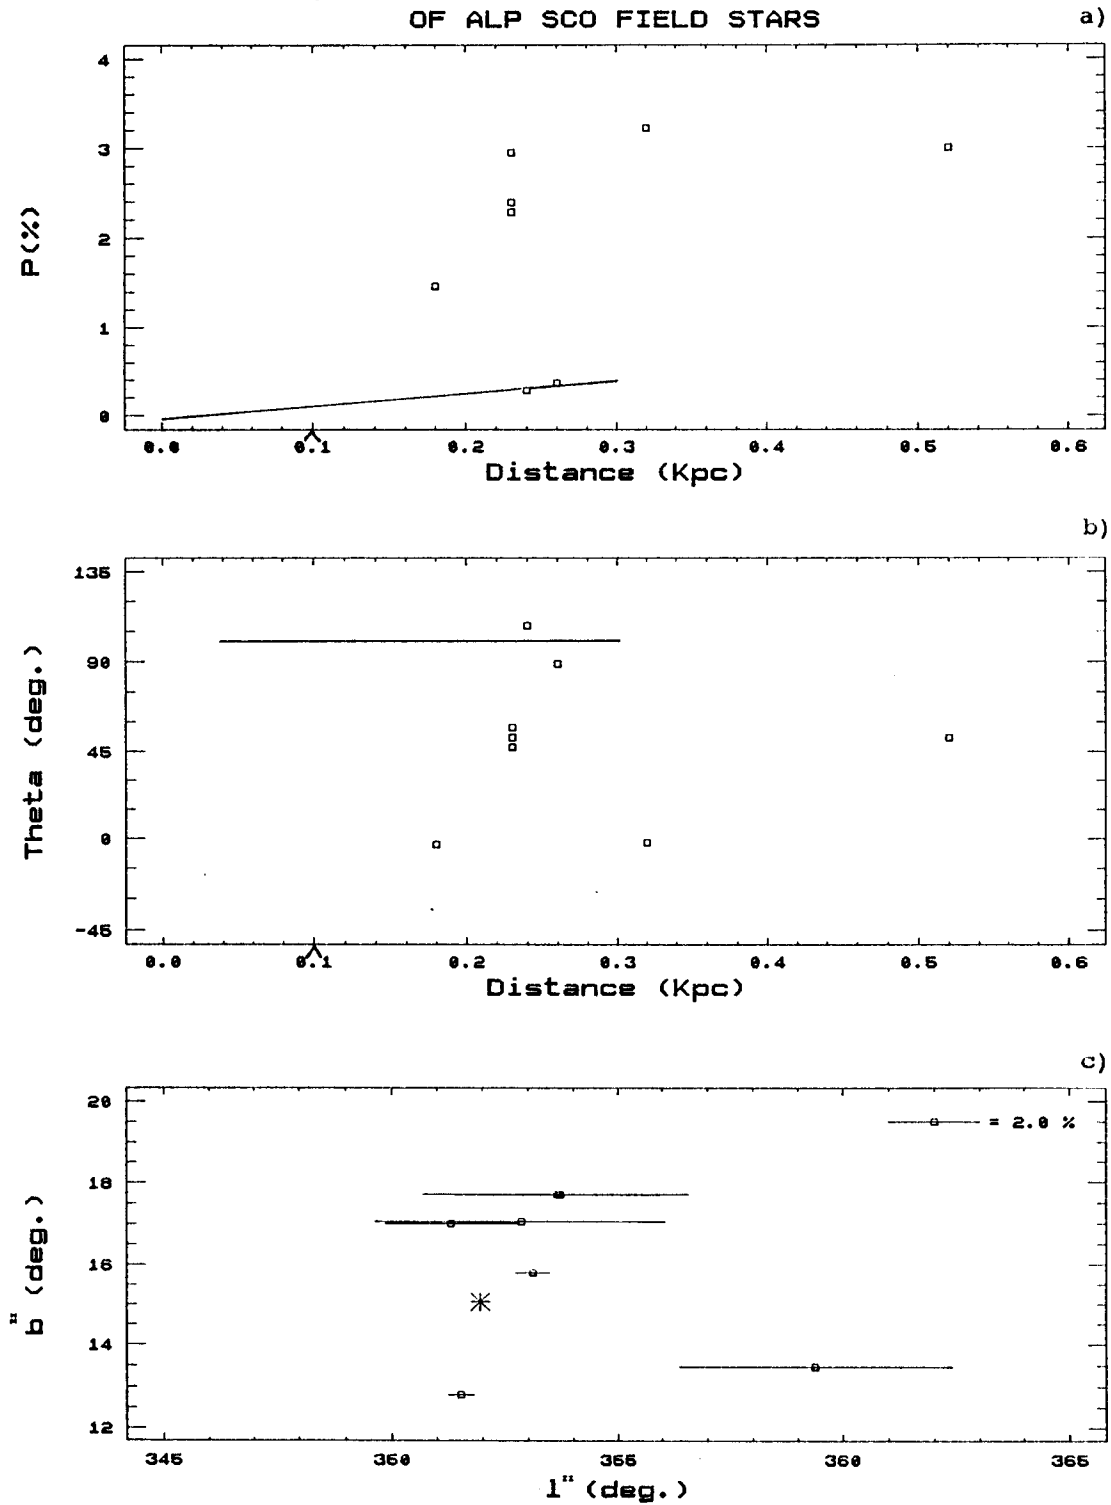 OF ALP SCO FIELD STARS
a)
4
3
2
1
0
P(%)
0.0 0.1 0.2 0.3 0.4 0.5 0.6
Distance (Kpc)
b)
135
90
45
0
-45
Theta (deg.)
0.0 0.1 0.2 0.3 0.4 0.5 0.6
Distance (Kpc)
c)
20
18
16
14
12
b" (deg.)
= 2.0 %
345 350 355 360 365
l" (deg.)